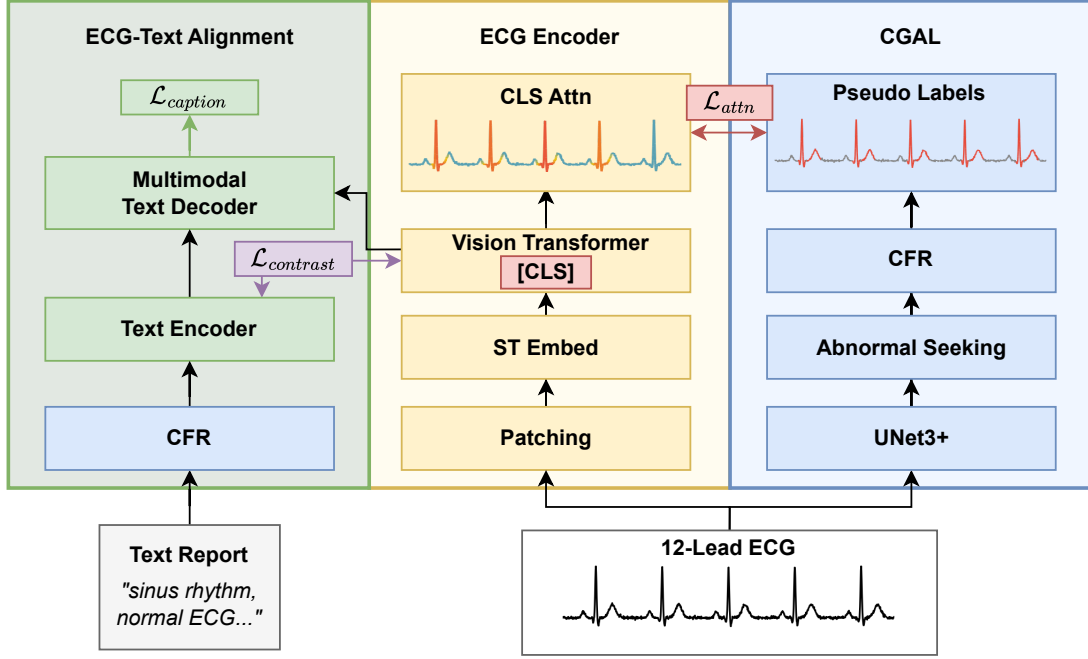 ECG-Text Alignment
ℒcaption
Multimodal
Text Decoder
ℒcontrast
Text Encoder
CFR
Text Report
"sinus rhythm,
normal ECG..."
ECG Encoder
CLS Attn
ℒattn
Vision Transformer
[CLS]
ST Embed
Patching
12-Lead ECG
CGAL
Pseudo Labels
CFR
Abnormal Seeking
UNet3+